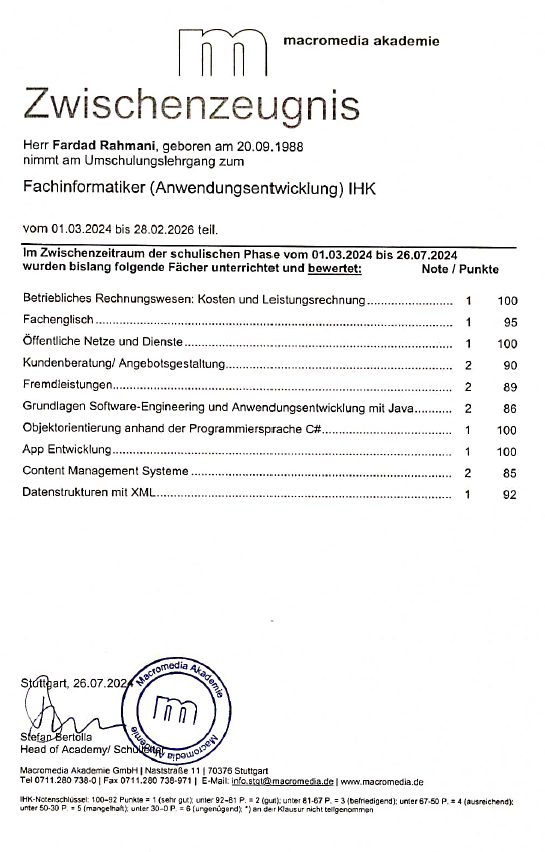 m macromedia akademie
Zwischenzeugnis
Herr Fardad Rahmani, geboren am 20.09.1988
nimmt am Umschulungslehrgang zum
Fachinformatiker (Anwendungsentwicklung) IHK
vom 01.03.2024 bis 28.02.2026 teil.
Im Zwischenzeitraum der schulischen Phase vom 01.03.2024 bis 26.07.2024
wurden bislang folgende Fächer unterrichtet und bewertet: Note / Punkte
Betriebliches Rechnungswesen: Kosten und Leistungsrechnung 1 100
Fachenglisch 1 95
Öffentliche Netze und Dienste 1 100
Kundenberatung/ Angebotsgestaltung 2 90
Fremdleistungen 2 89
Grundlagen Software-Engineering und Anwendungsentwicklung mit Java 2 86
Objektorientierung anhand der Programmiersprache C# 1 100
App Entwicklung 1 100
Content Management Systeme 2 85
Datenstrukturen mit XML 1 92
Stuttgart, 26.07.2024
Macromedia Akademie
m
Macromedia Akademie
Stefan Bertolla
Head of Academy/ Schulleiter
Macromedia Akademie GmbH | Naststraße 11 | 70376 Stuttgart
Tel 0711.280 738-0 | Fax 0711.280 738-971 | E-Mail: info.stgt@macromedia.de | www.macromedia.de
IHK-Notenschlüssel: 100–92 Punkte = 1 (sehr gut); unter 92–81 P. = 2 (gut); unter 81-67 P. = 3 (befriedigend); unter 67-50 P. = 4 (ausreichend);
unter 50-30 P. = 5 (mangelhaft); unter 30–0 P. = 6 (ungenügend); *) an der Klausur nicht teilgenommen